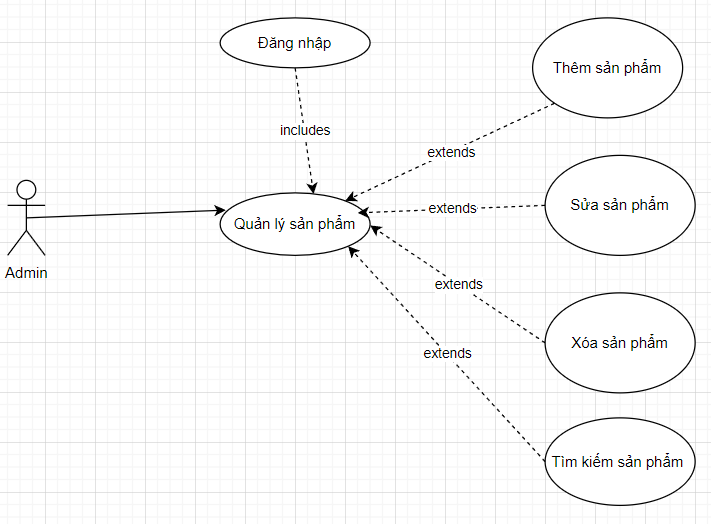 Đăng nhập
Thêm sản phẩm
includes
extends
Sửa sản phẩm
extends
Quản lý sản phẩm
Admin
extends
Xóa sản phẩm
extends
Tìm kiếm sản phẩm